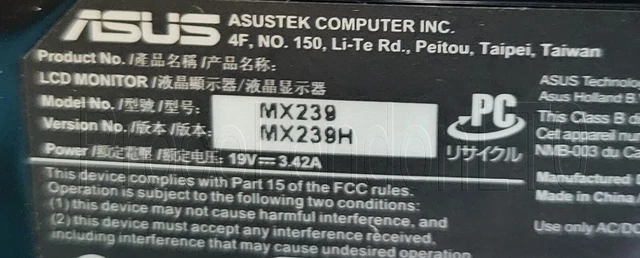 ASUS
ASUSTEK COMPUTER INC.
4F, NO. 150, Li-Te Rd., Peitou, Taipei, Taiwan
Product No. /產品名稱/产品名称:
LCD MONITOR /液晶顯示器/液晶显示器
Model No. /型號/型号: MX239
Version No. /版本/版本: MX239H
Power /額定電壓/额定电压: 19V⎓3.42A
This device complies with Part 15 of the FCC rules.
Operation is subject to the following two conditions:
(1) this device may not cause harmful interference, and
(2) this device must accept any interference received,
including interference that may cause undesired operation
PC
リサイクル
ASUS Technolo
Asus Holland B
This Class B di
Cet appareil nu
NMB-003 du Ca
Manufactured
Made in China
Use only AC/DC